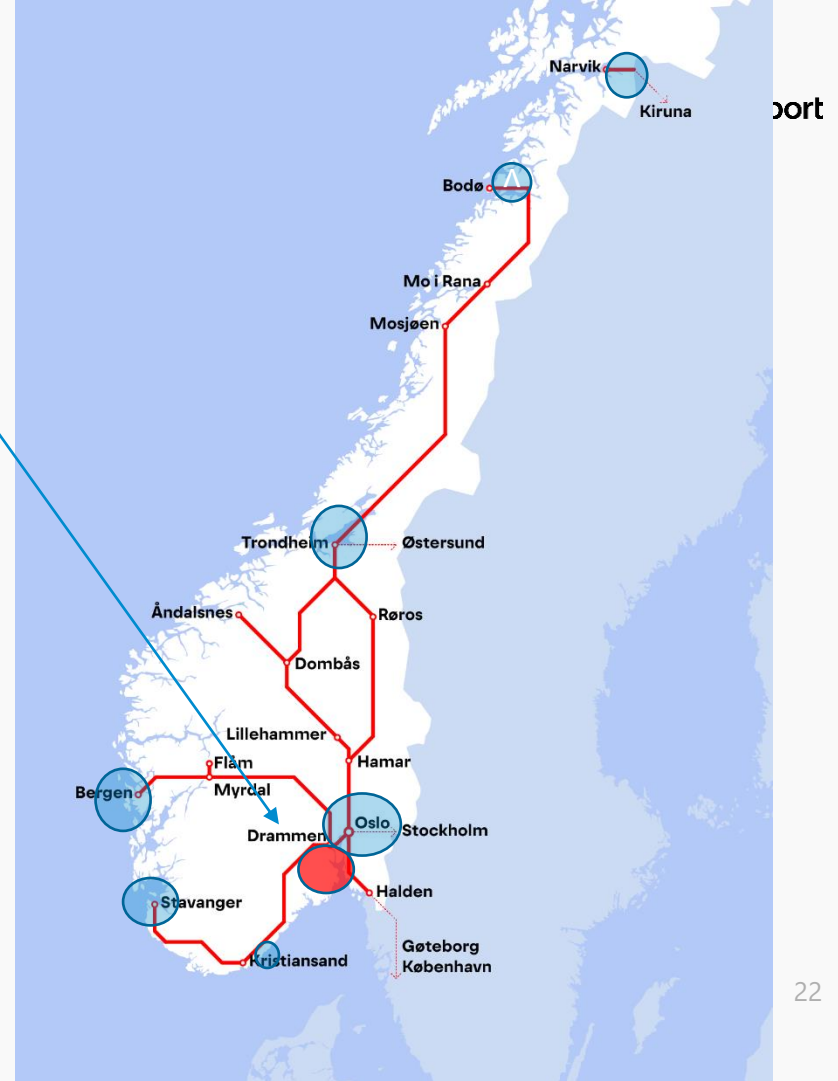 Narvik
Kiruna
port
Bodø
Mo i Rana
Mosjøen
Trondheim
Østersund
Åndalsnes
Røros
Dombås
Lillehammer
Hamar
Flåm
Bergen
Myrdal
Oslo
Stockholm
Drammen
Halden
Stavanger
Gøteborg
København
Kristiansand
22